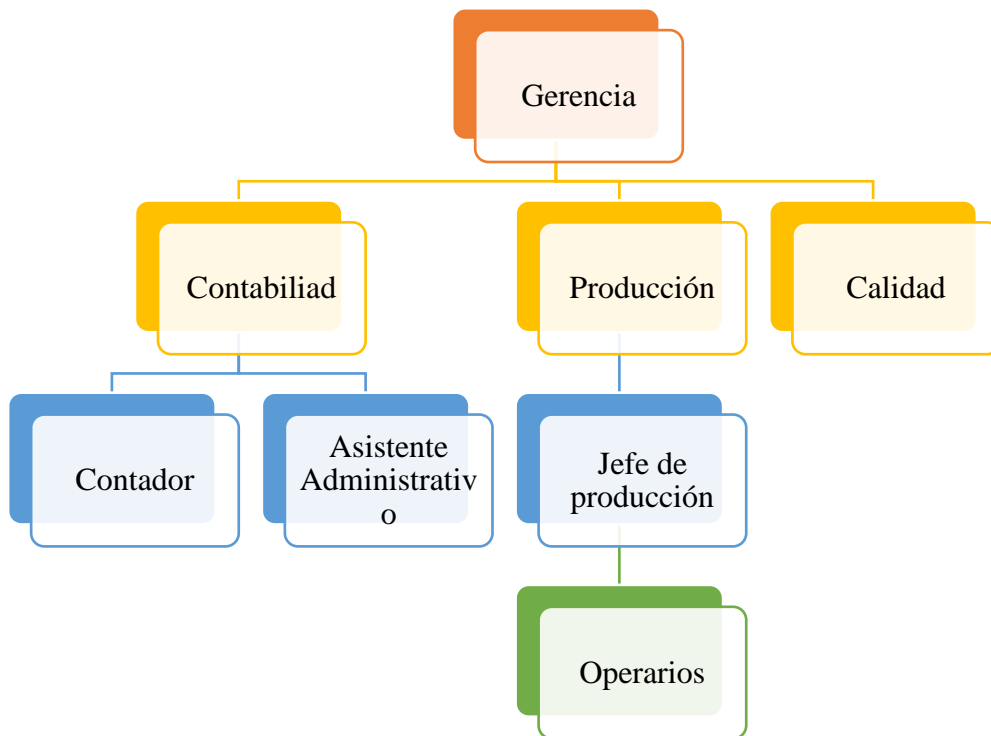 Gerencia
Contabiliad
Producción
Calidad
Contador
Asistente
Administrativ
o
Jefe de
producción
Operarios